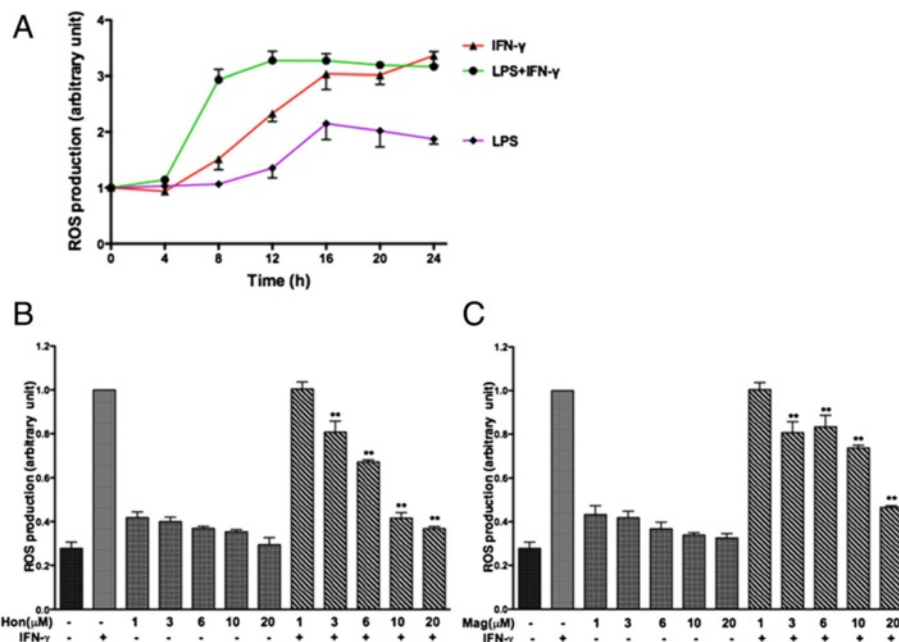 A
ROS production (arbitrary unit)
4
3
2
1
0
0 4 8 12 16 20 24
Time (h)
IFN-γ
LPS+IFN-γ
LPS
B
ROS production (arbitrary unit)
1.2
1.0
0.8
0.6
0.4
0.2
0.0
** ** ** **
Hon(μM) - - 1 3 6 10 20 1 3 6 10 20
IFN-γ - + - - - - - + + + + +
C
ROS production (arbitrary unit)
1.2
1.0
0.8
0.6
0.4
0.2
0.0
** ** ** **
Mag(μM) - - 1 3 6 10 20 1 3 6 10 20
IFN-γ - + - - - - - + + + + +